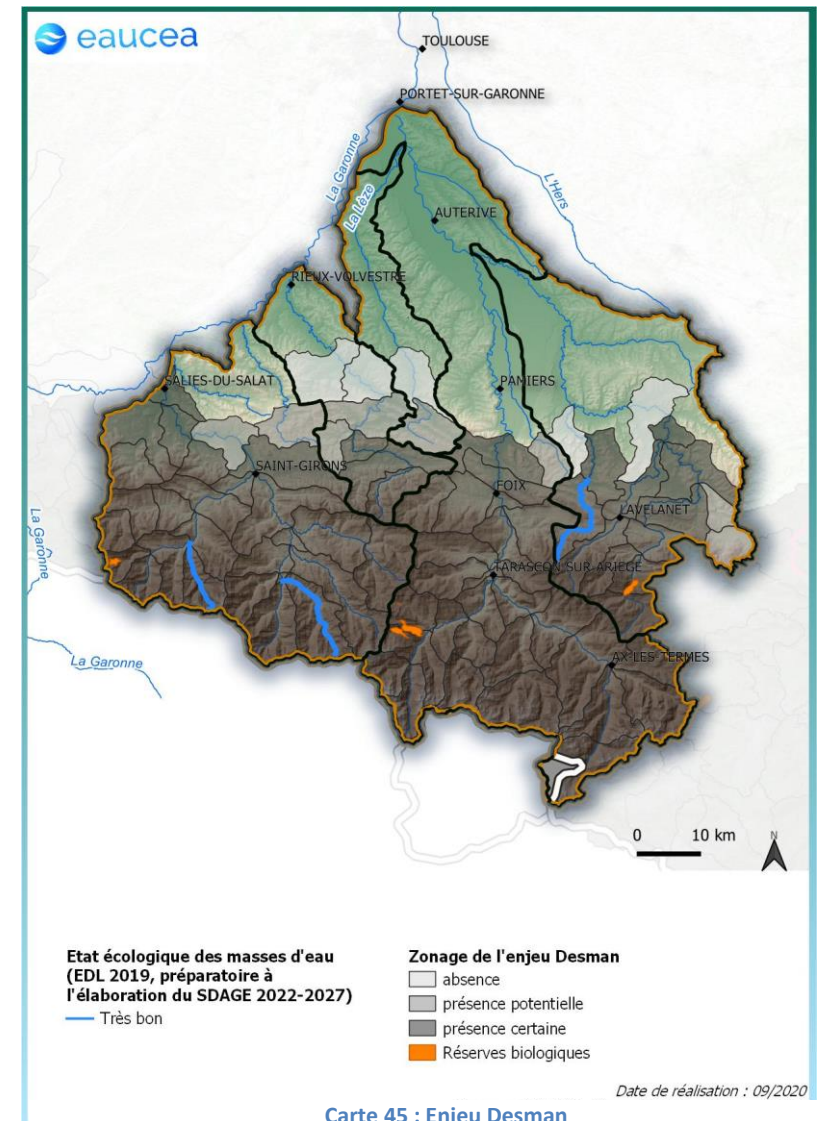 eaucea
TOULOUSE
PORTET-SUR-GARONNE
La Garonne
La Lèze
L'Hers
AUTERIVE
RIEUX-VOLVESTRE
SALIES-DU-SALAT
PAMIERS
SAINT-GIRONS
FOIX
LAVELANET
La Garonne
TARASCON-SUR-ARIEGE
La Garonne
AX-LES-TERMES
0 10 km
N
Etat écologique des masses d'eau
(EDL 2019, préparatoire à
l'élaboration du SDAGE 2022-2027)
Très bon
Zonage de l'enjeu Desman
absence
présence potentielle
présence certaine
Réserves biologiques
Date de réalisation : 09/2020
Carte 45 : Enjeu Desman